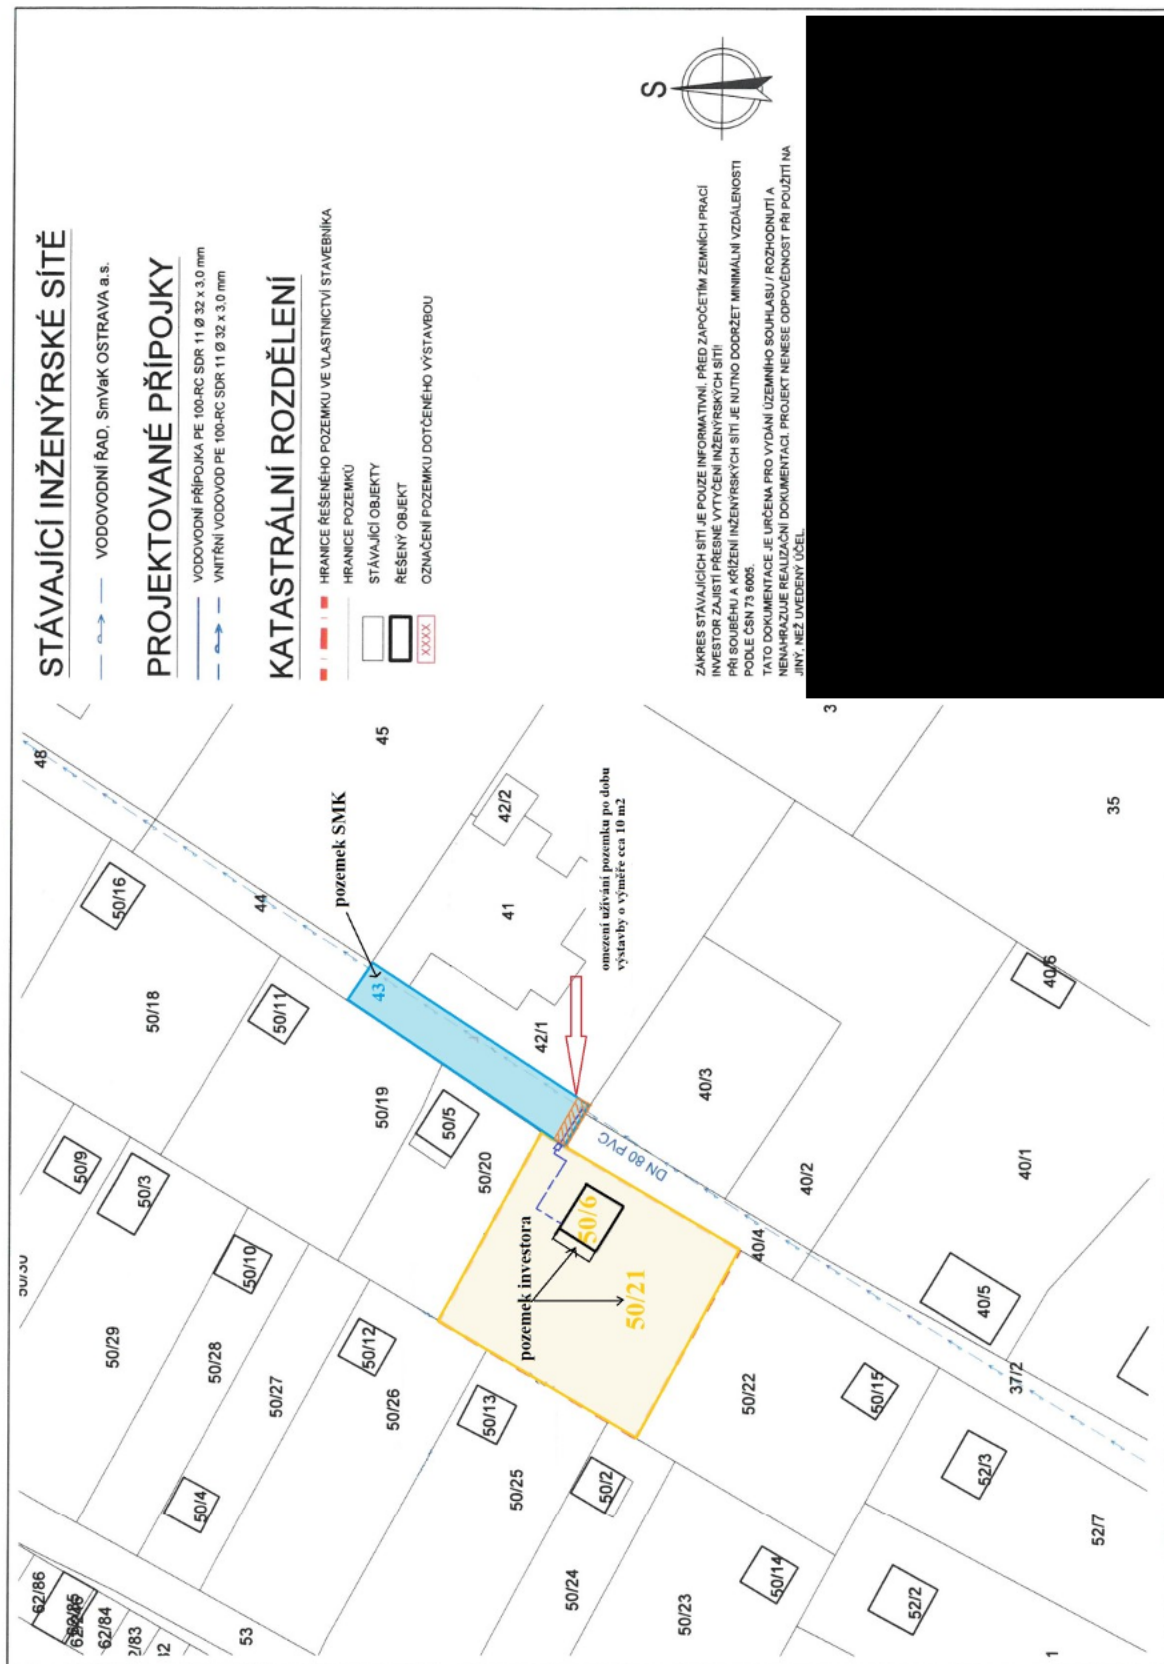 STÁVAJÍCÍ INŽENÝRSKÉ SÍTĚ
VODOVODNÍ ŘAD, SmVaK OSTRAVA a.s.
PROJEKTOVANÉ PŘÍPOJKY
VODOVODNÍ PŘÍPOJKA PE 100-RC SDR 11 Ø 32 x 3,0 mm
VNITŘNÍ VODOVOD PE 100-RC SDR 11 Ø 32 x 3,0 mm
KATASTRÁLNÍ ROZDĚLENÍ
HRANICE ŘEŠENÉHO POZEMKU VE VLASTNICTVÍ STAVEBNÍKA
HRANICE POZEMKŮ
STÁVAJÍCÍ OBJEKTY
ŘEŠENÝ OBJEKT
XXXX OZNAČENÍ POZEMKU DOTČENÉHO VÝSTAVBOU
S
ZÁKRES STÁVAJÍCÍCH SÍTÍ JE POUZE INFORMATIVNÍ. PŘED ZAPOČETÍM ZEMNÍCH PRACÍ
INVESTOR ZAJISTÍ PŘESNÉ VYTYČENÍ INŽENÝRSKÝCH SÍTÍ!
PŘI SOUBĚHU A KŘÍŽENÍ INŽENÝRSKÝCH SÍTÍ JE NUTNO DODRŽET MINIMÁLNÍ VZDÁLENOSTI
PODLE ČSN 73 6005.
TATO DOKUMENTACE JE URČENA PRO VYDÁNÍ ÚZEMNÍHO SOUHLASU / ROZHODNUTÍ A
NENAHRAZUJE REALIZAČNÍ DOKUMENTACI. PROJEKT NENESE ODPOVĚDNOST PŘI POUŽITÍ NA
JINÝ, NEŽ UVEDENÝ ÚČEL.
48
45
50/16
44
pozemek SMK
42/2
43
41
50/18
50/11
42/1
omezení užívání pozemku po dobu
výstavby o výměře cca 10 m2
3
35
50/19
50/5
50/20
40/3
40/6
DN 80 PVC
40/2
40/1
50/9
50/3
50/10
pozemek investora
50/6
50/21
40/4
40/5
37/2
50/29
50/28
50/27
50/12
50/26
50/13
50/22
50/15
50/4
50/25
50/2
52/3
52/7
50/24
50/14
50/23
52/2
62/86
62/84
53
1